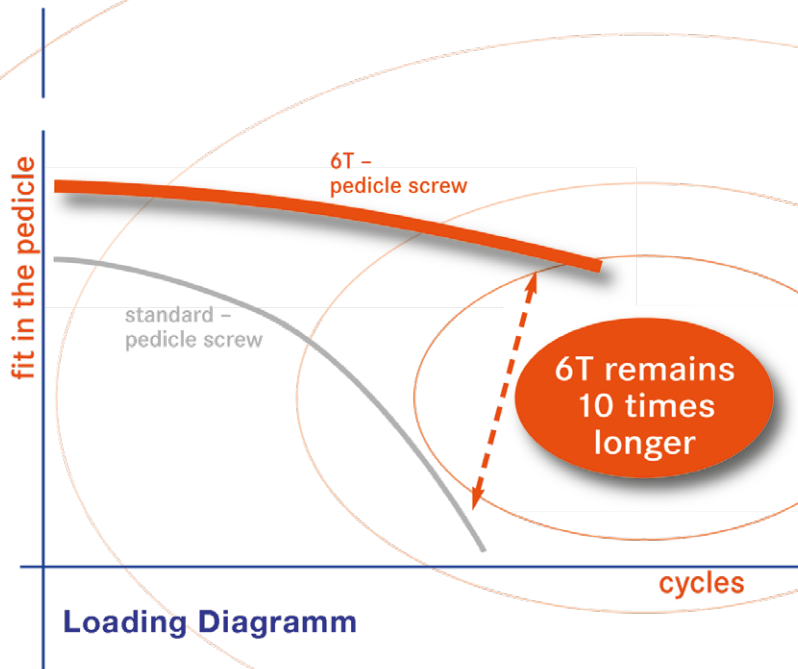 6T –
pedicle screw
fit in the pedicle
standard –
pedicle screw
6T remains
10 times
longer
cycles
Loading Diagramm